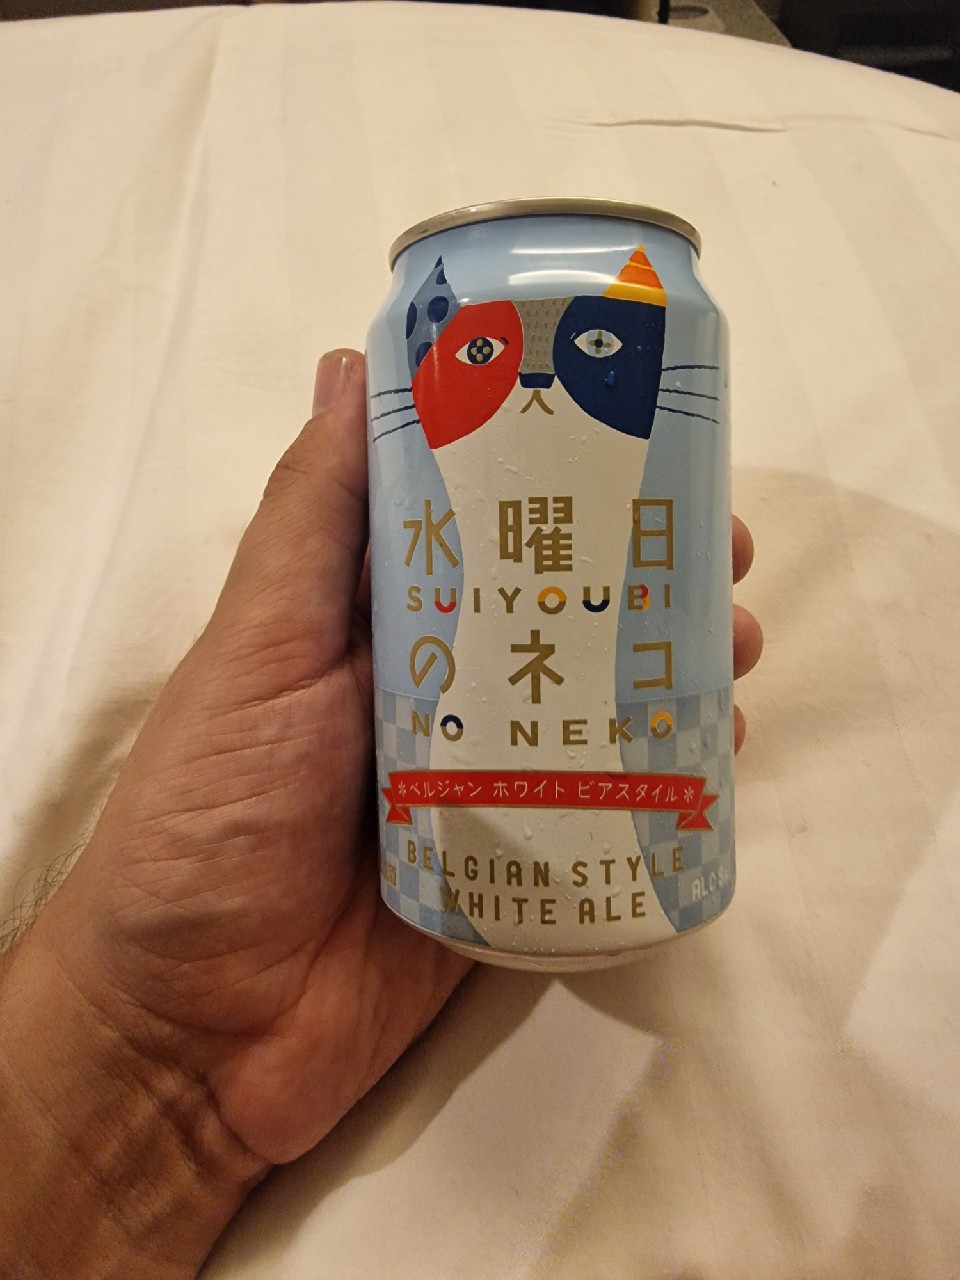 水曜日
SUIYOUBI
のネコ
NO NEKO
*ベルジャン ホワイト ビアスタイル*
BELGIAN STYLE
WHITE ALE
ALC